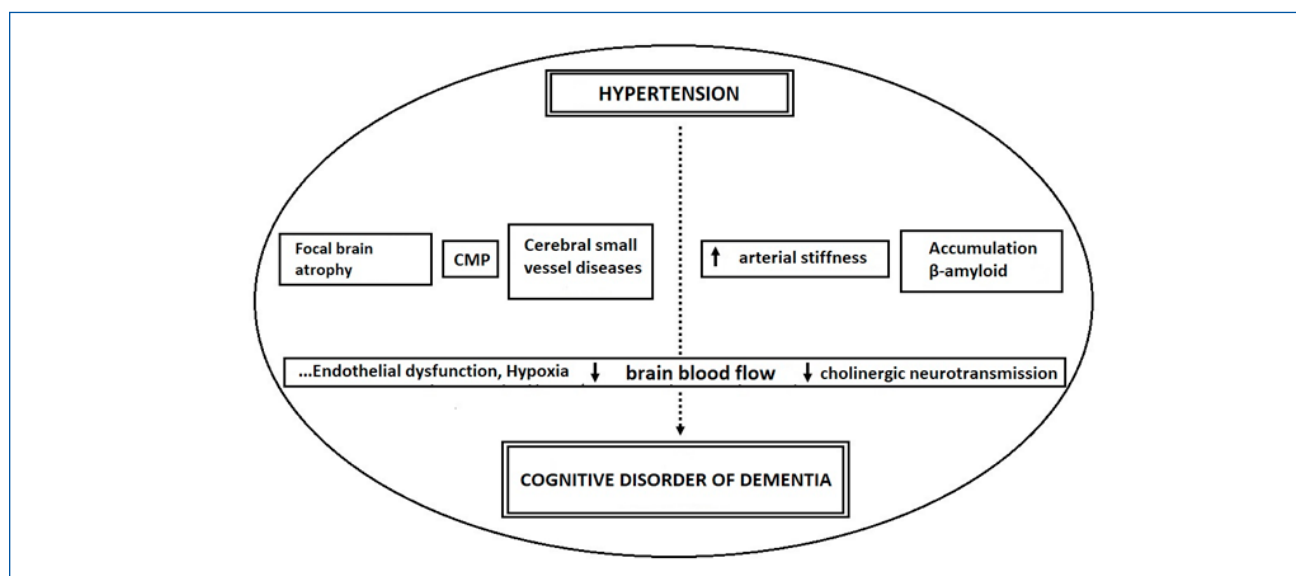 HYPERTENSION
Focal brain
atrophy
CMP
Cerebral small
vessel diseases
↑ arterial stiffness
Accumulation
β-amyloid
...Endothelial dysfunction, Hypoxia ↓ brain blood flow ↓ cholinergic neurotransmission
COGNITIVE DISORDER OF DEMENTIA